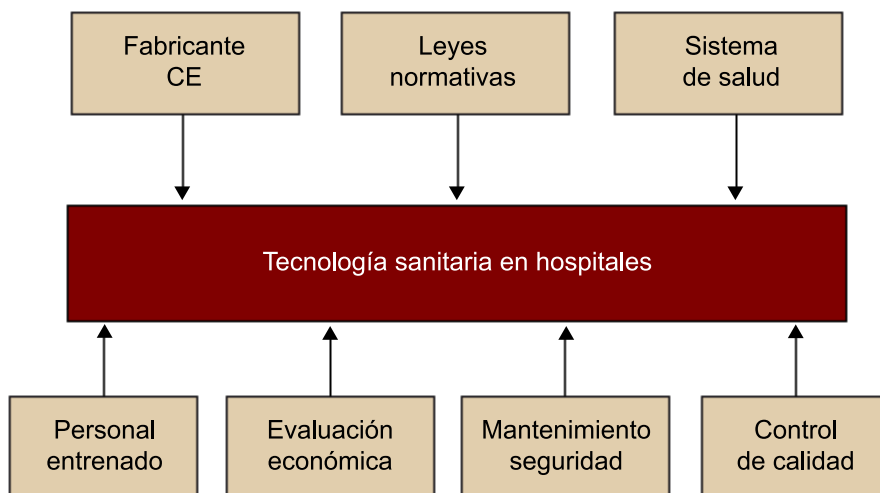 Fabricante
CE
Leyes
normativas
Sistema
de salud
Tecnología sanitaria en hospitales
Personal
entrenado
Evaluación
económica
Mantenimiento
seguridad
Control
de calidad